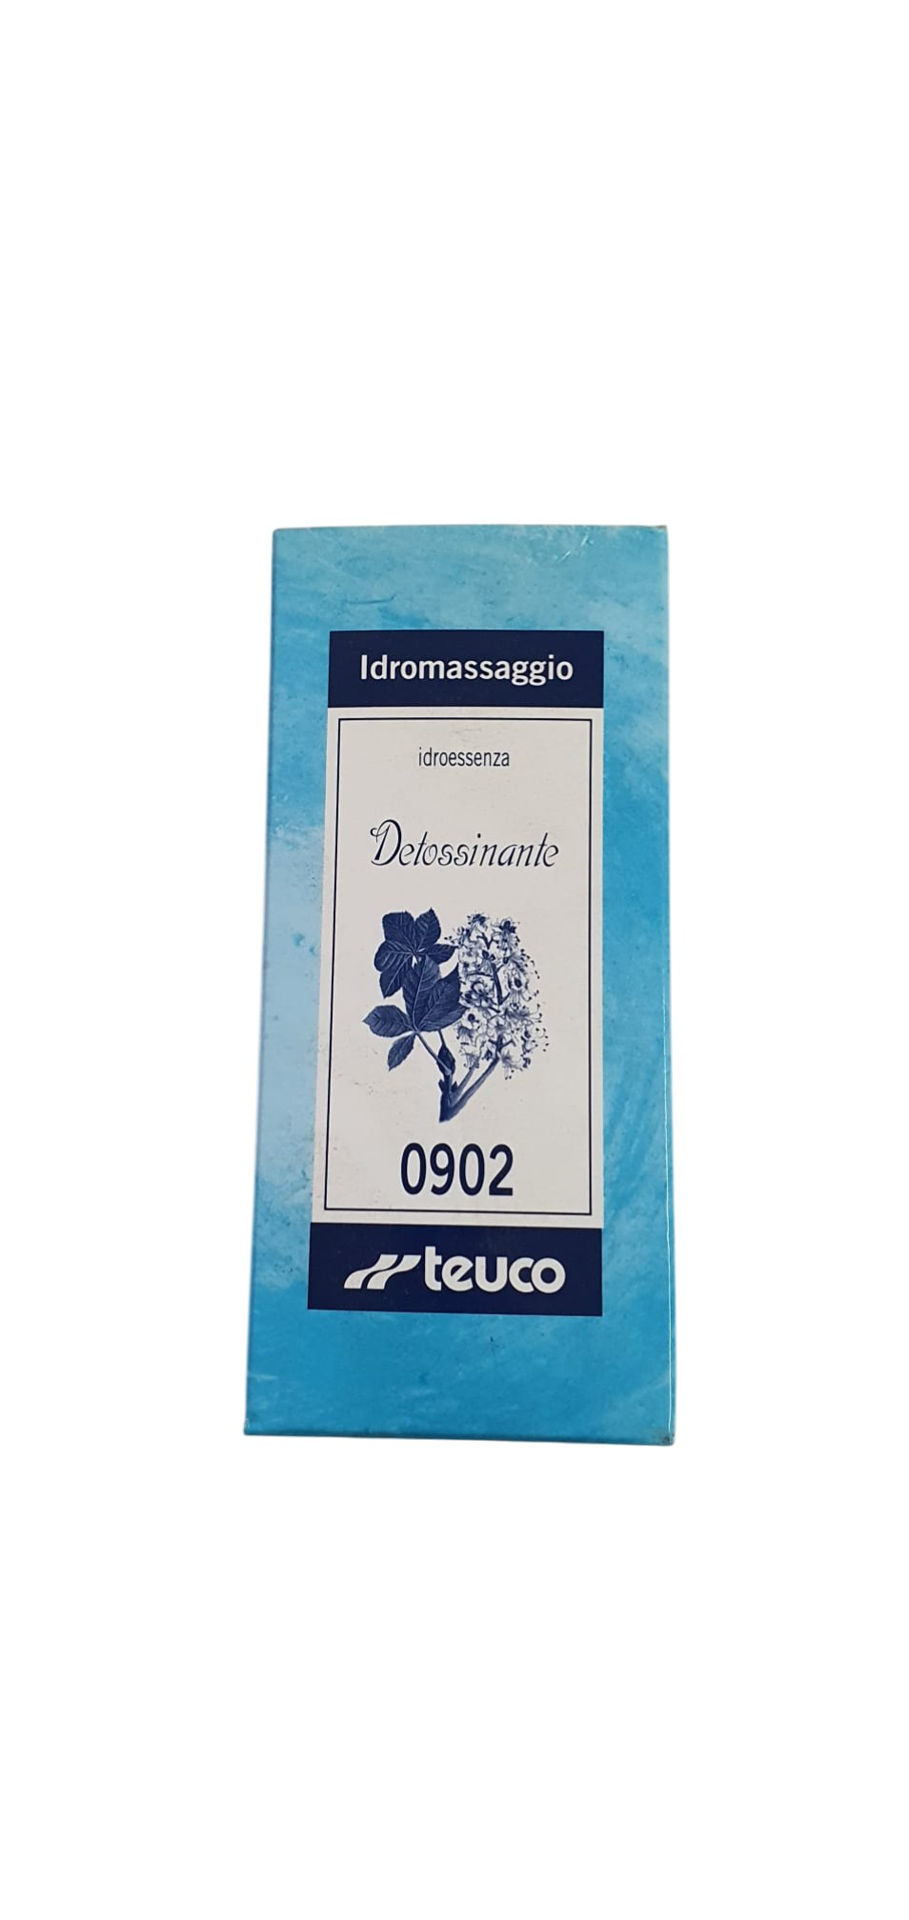 Idromassaggio
idroessenza
Detossinante
0902
teuco